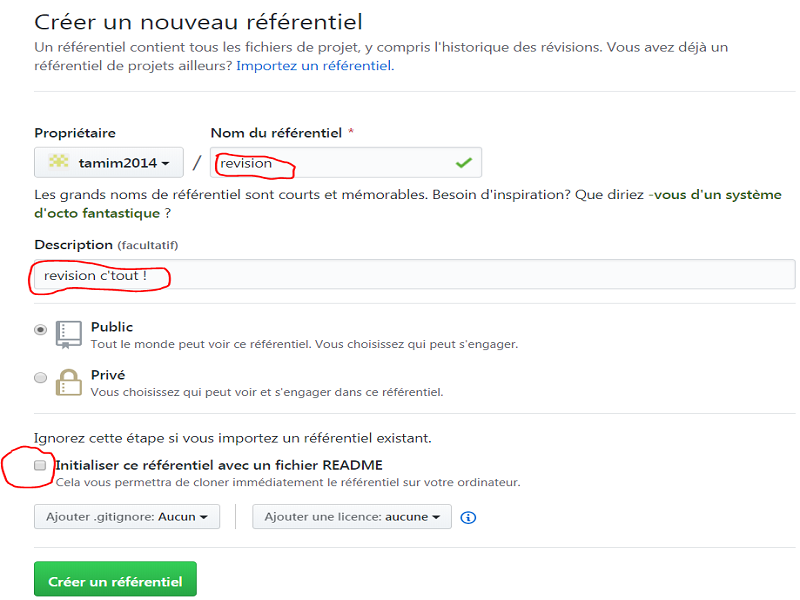 Créer un nouveau référentiel
Un référentiel contient tous les fichiers de projet, y compris l'historique des révisions. Vous avez déjà un
référentiel de projets ailleurs? Importez un référentiel.
Propriétaire Nom du référentiel *
tamim2014 / revision
Les grands noms de référentiel sont courts et mémorables. Besoin d'inspiration? Que diriez -vous d'un système
d'octo fantastique ?
Description (facultatif)
revision c'tout !
Public
Tout le monde peut voir ce référentiel. Vous choisissez qui peut s'engager.
Privé
Vous choisissez qui peut voir et s'engager dans ce référentiel.
Ignorez cette étape si vous importez un référentiel existant.
Initialiser ce référentiel avec un fichier README
Cela vous permettra de cloner immédiatement le référentiel sur votre ordinateur.
Ajouter .gitignore: Aucun Ajouter une licence: aucune
Créer un référentiel